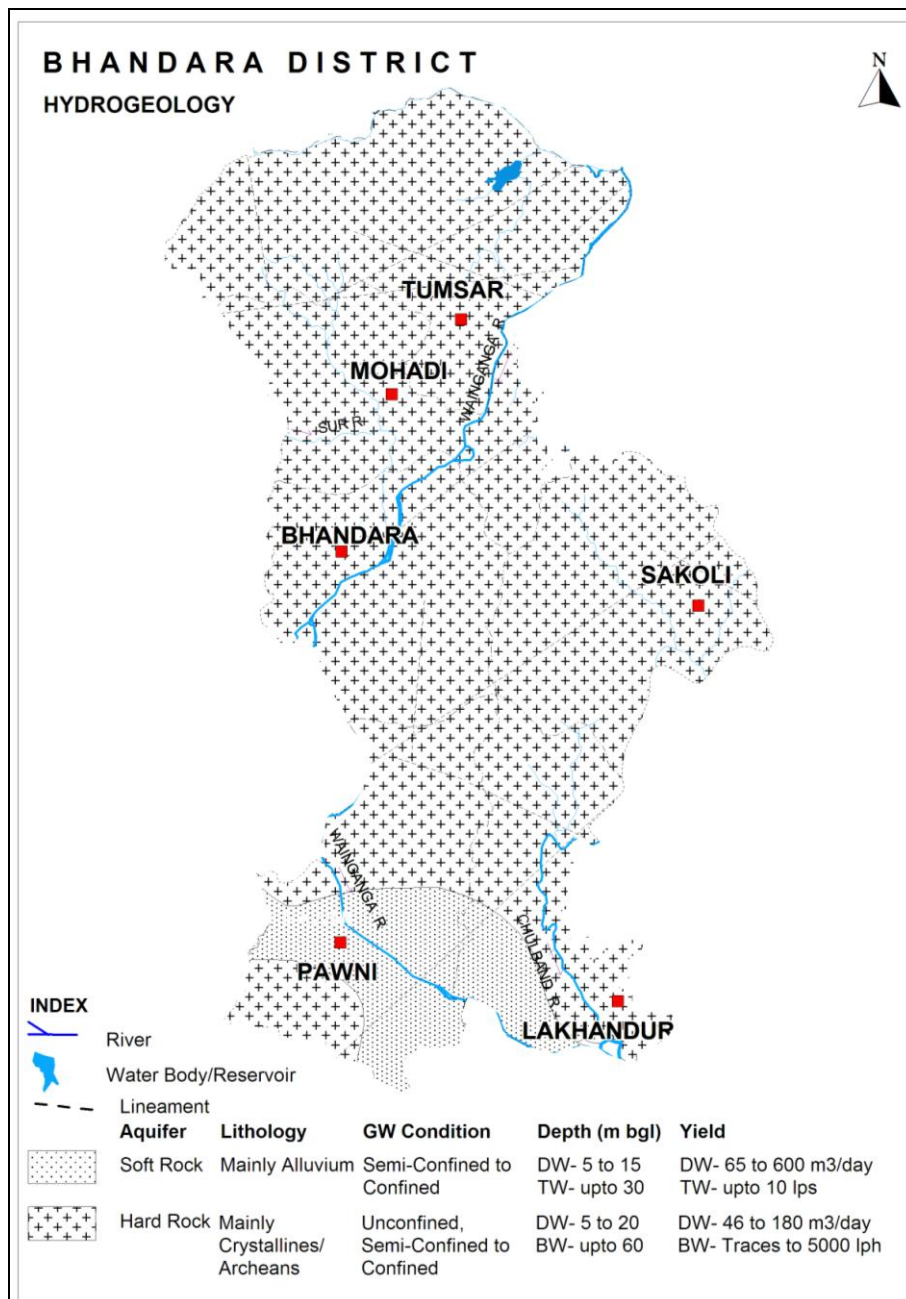 BHANDARA DISTRICT
HYDROGEOLOGY
N
TUMSAR
WAINGANGA R
MOHADI
SUR R
BHANDARA
SAKOLI
WAINGANGA R
CHULBAND R
PAWNI
LAKHANDUR
INDEX
River
Water Body/Reservoir
Lineament
Aquifer Lithology GW Condition Depth (m bgl) Yield
Soft Rock Mainly Alluvium Semi-Confined to DW- 5 to 15 DW- 65 to 600 m3/day
Confined TW- upto 30 TW- upto 10 lps
Hard Rock Mainly Unconfined, DW- 5 to 20 DW- 46 to 180 m3/day
Crystallines/ Semi-Confined to BW- upto 60 BW- Traces to 5000 lph
Archeans Confined